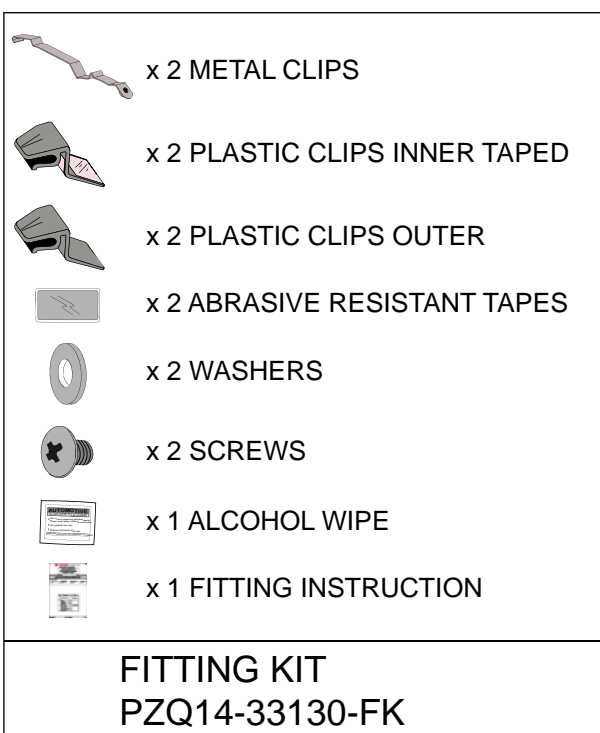 x 2 METAL CLIPS
x 2 PLASTIC CLIPS INNER TAPED
x 2 PLASTIC CLIPS OUTER
x 2 ABRASIVE RESISTANT TAPES
x 2 WASHERS
x 2 SCREWS
AUTOMOTIVE
x 1 ALCOHOL WIPE
x 1 FITTING INSTRUCTION
FITTING KIT
PZQ14-33130-FK